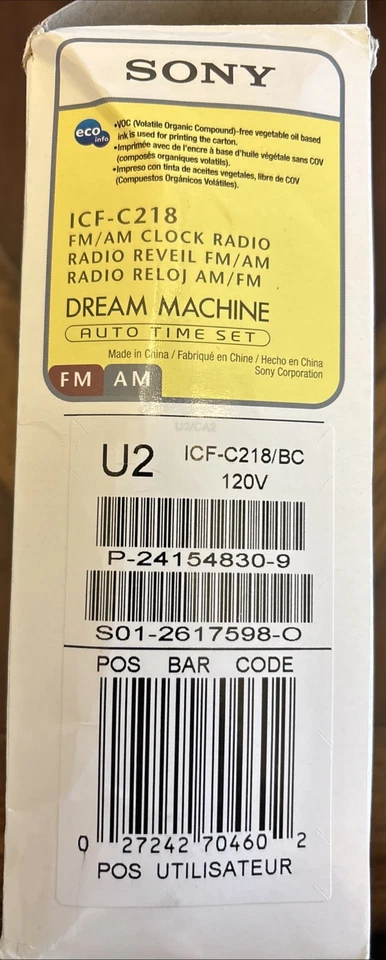 SONY
eco info
•VOC (Volatile Organic Compound)-free vegetable oil based
ink is used for printing the carton.
•Imprimée avec de l'encre à base d'huile végétale sans COV
(composés organiques volatils).
•Impreso con tinta de aceites vegetales, libre de COV
(Compuestos Orgánicos Volátiles).
ICF-C218
FM/AM CLOCK RADIO
RADIO REVEIL FM/AM
RADIO RELOJ AM/FM
DREAM MACHINE
AUTO TIME SET
Made in China / Fabriqué en Chine / Hecho en China
Sony Corporation
FM AM
U2/CA2
U2 ICF-C218/BC
120V
P-24154830-9
S01-2617598-O
POS BAR CODE
0 27242 70460 2
POS UTILISATEUR